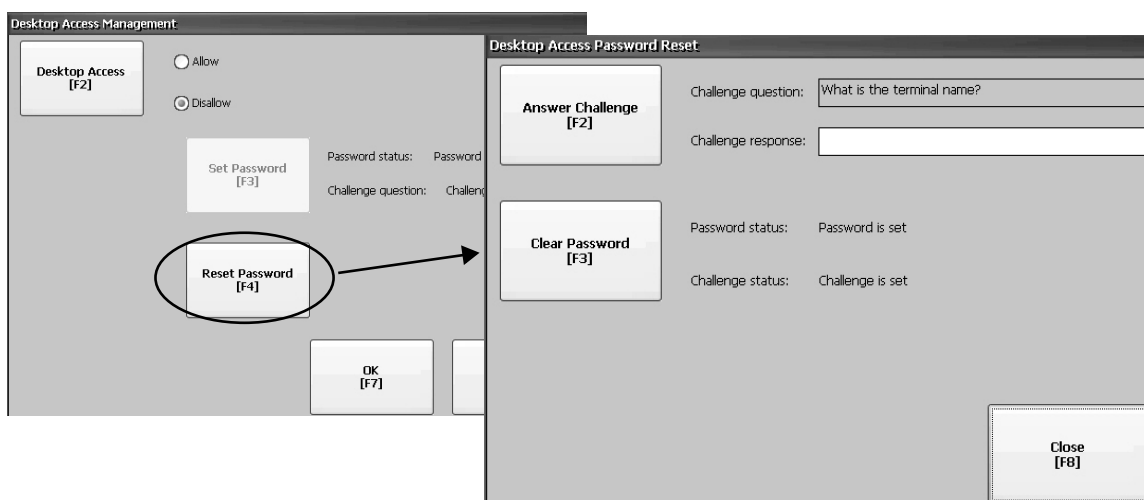 Desktop Access Management
Desktop Access
[F2]
Allow
Disallow
Set Password
[F3]
Password status: Password
Challenge question:
Reset Password
[F4]
OK
[F7]
Desktop Access Password Reset
Answer Challenge
[F2]
Challenge question: What is the terminal name?
Challenge response:
Clear Password
[F3]
Password status: Password is set
Challenge status: Challenge is set
Close
[F8]